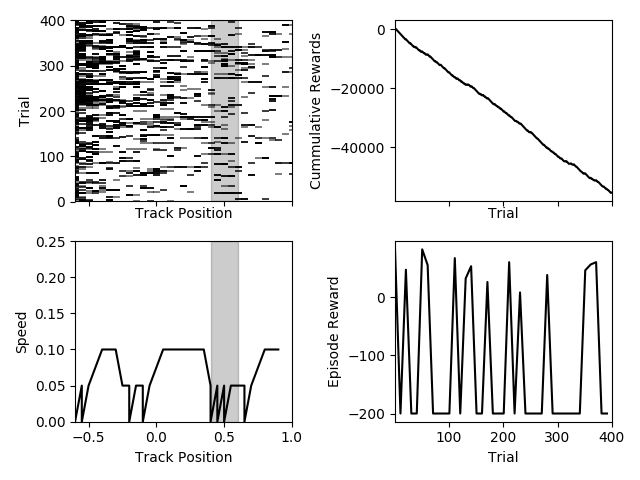 400
300
200
100
0
Trial
Track Position
0
−20000
−40000
Cummulative Rewards
Trial
0.25
0.20
0.15
0.10
0.05
0.00
Speed
−0.5 0.0 0.5 1.0
Track Position
0
−100
−200
Episode Reward
100 200 300 400
Trial